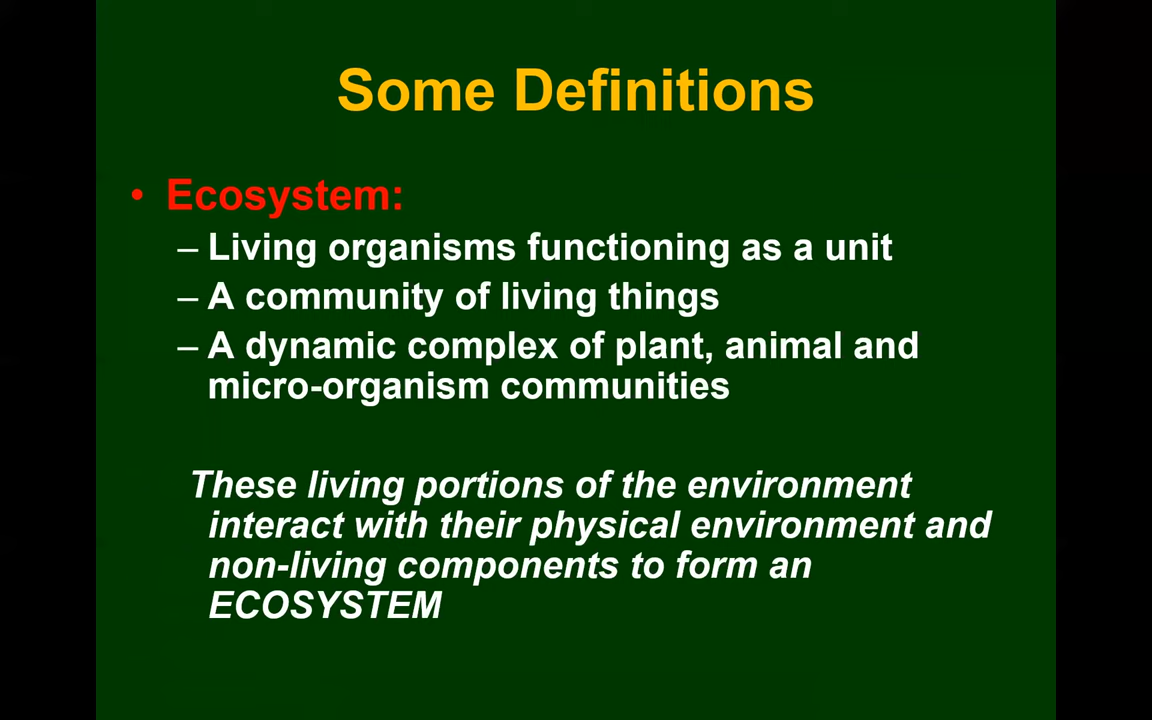 Some Definitions
• Ecosystem:
– Living organisms functioning as a unit
– A community of living things
– A dynamic complex of plant, animal and
micro-organism communities
These living portions of the environment
interact with their physical environment and
non-living components to form an
ECOSYSTEM